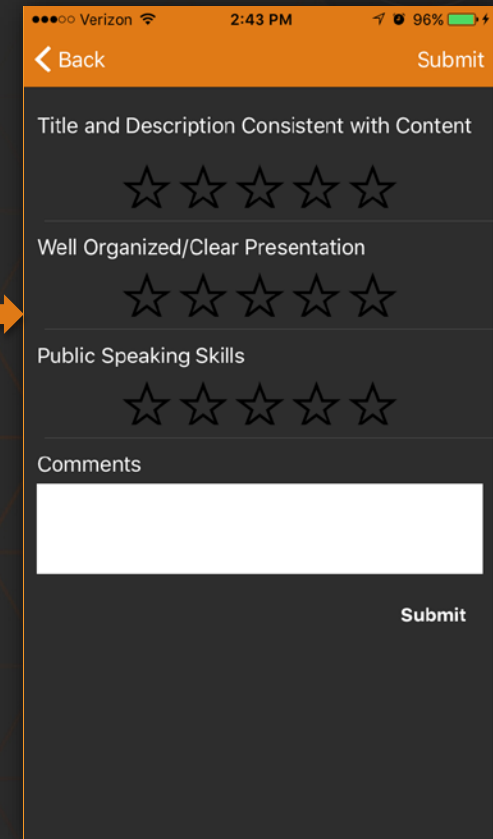 Verizon 2:43 PM 96%
Back Submit
Title and Description Consistent with Content
Well Organized/Clear Presentation
Public Speaking Skills
Comments
Submit